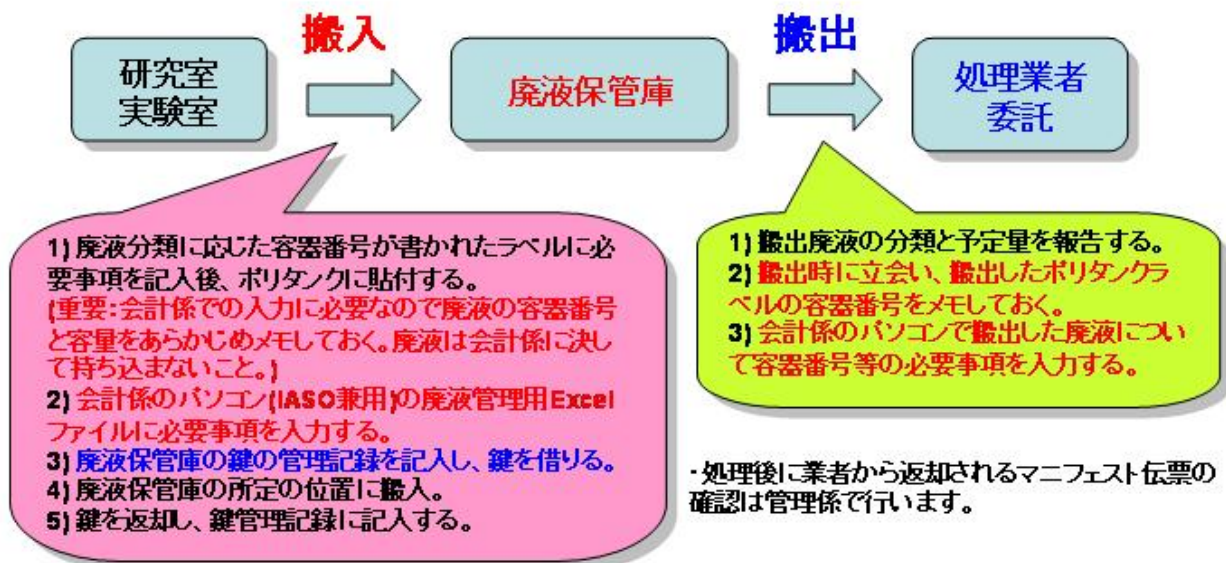 搬入
搬出
研究室
実験室
廃液保管庫
処理業者
委託
1) 廃液分類に応じた容器番号が書かれたラベルに必
要事項を記入後、ポリタンクに貼付する。
(重要:会計係での入力に必要なので廃液の容器番号
と容量をあらかじめメモしておく。廃液は会計係に決し
て持ち込まないこと。)
2) 会計係のパソコン(IASO兼用)の廃液管理用Excel
ファイルに必要事項を入力する。
3) 廃液保管庫の鍵の管理記録を記入し、鍵を借りる。
4) 廃液保管庫の所定の位置に搬入。
5) 鍵を返却し、鍵管理記録に記入する。
1) 搬出廃液の分類と予定量を報告する。
2) 搬出時に立会い、搬出したポリタンクラ
ベルの容器番号をメモしておく。
3) 会計係のパソコンで搬出した廃液につい
て容器番号等の必要事項を入力する。
・処理後に業者から返却されるマニフェスト伝票の
確認は管理係で行います。